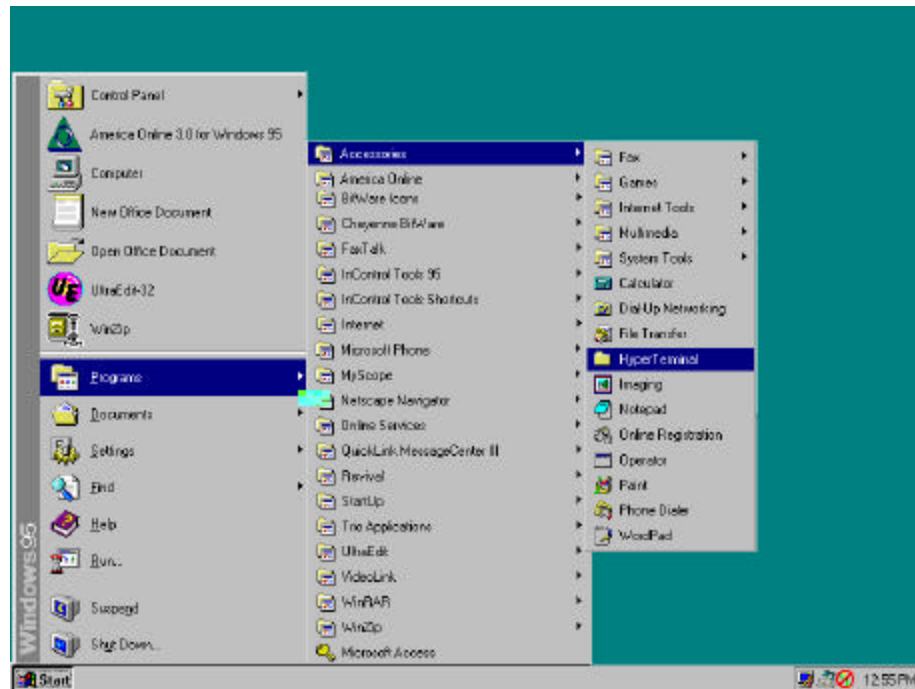 Control Panel
America Online 3.0 for Windows 95
Computer
New Office Document
Open Office Document
UE
UltraEdit-32
WinZip
Programs
Documents
Settings
Find
Help
Run...
Suspend
Shut Down...
Windows95
Accessories
America Online
BitWare Icons
Cheyenne BitWare
FaxTalk
InControl Tools 95
InControl Tools Shortcuts
Internet
Microsoft Phone
MyScope
Netscape Navigator
Online Services
QuickLink MessageCenter III
Revival
StartUp
Trio Applications
UltraEdit
VideoLink
WinRAR
WinZip
Microsoft Access
Fax
Games
Internet Tools
Multimedia
System Tools
Calculator
Dial-Up Networking
File Transfer
HyperTerminal
Imaging
Notepad
Online Registration
Operator
Paint
Phone Dialer
WordPad
Start
12:55 PM